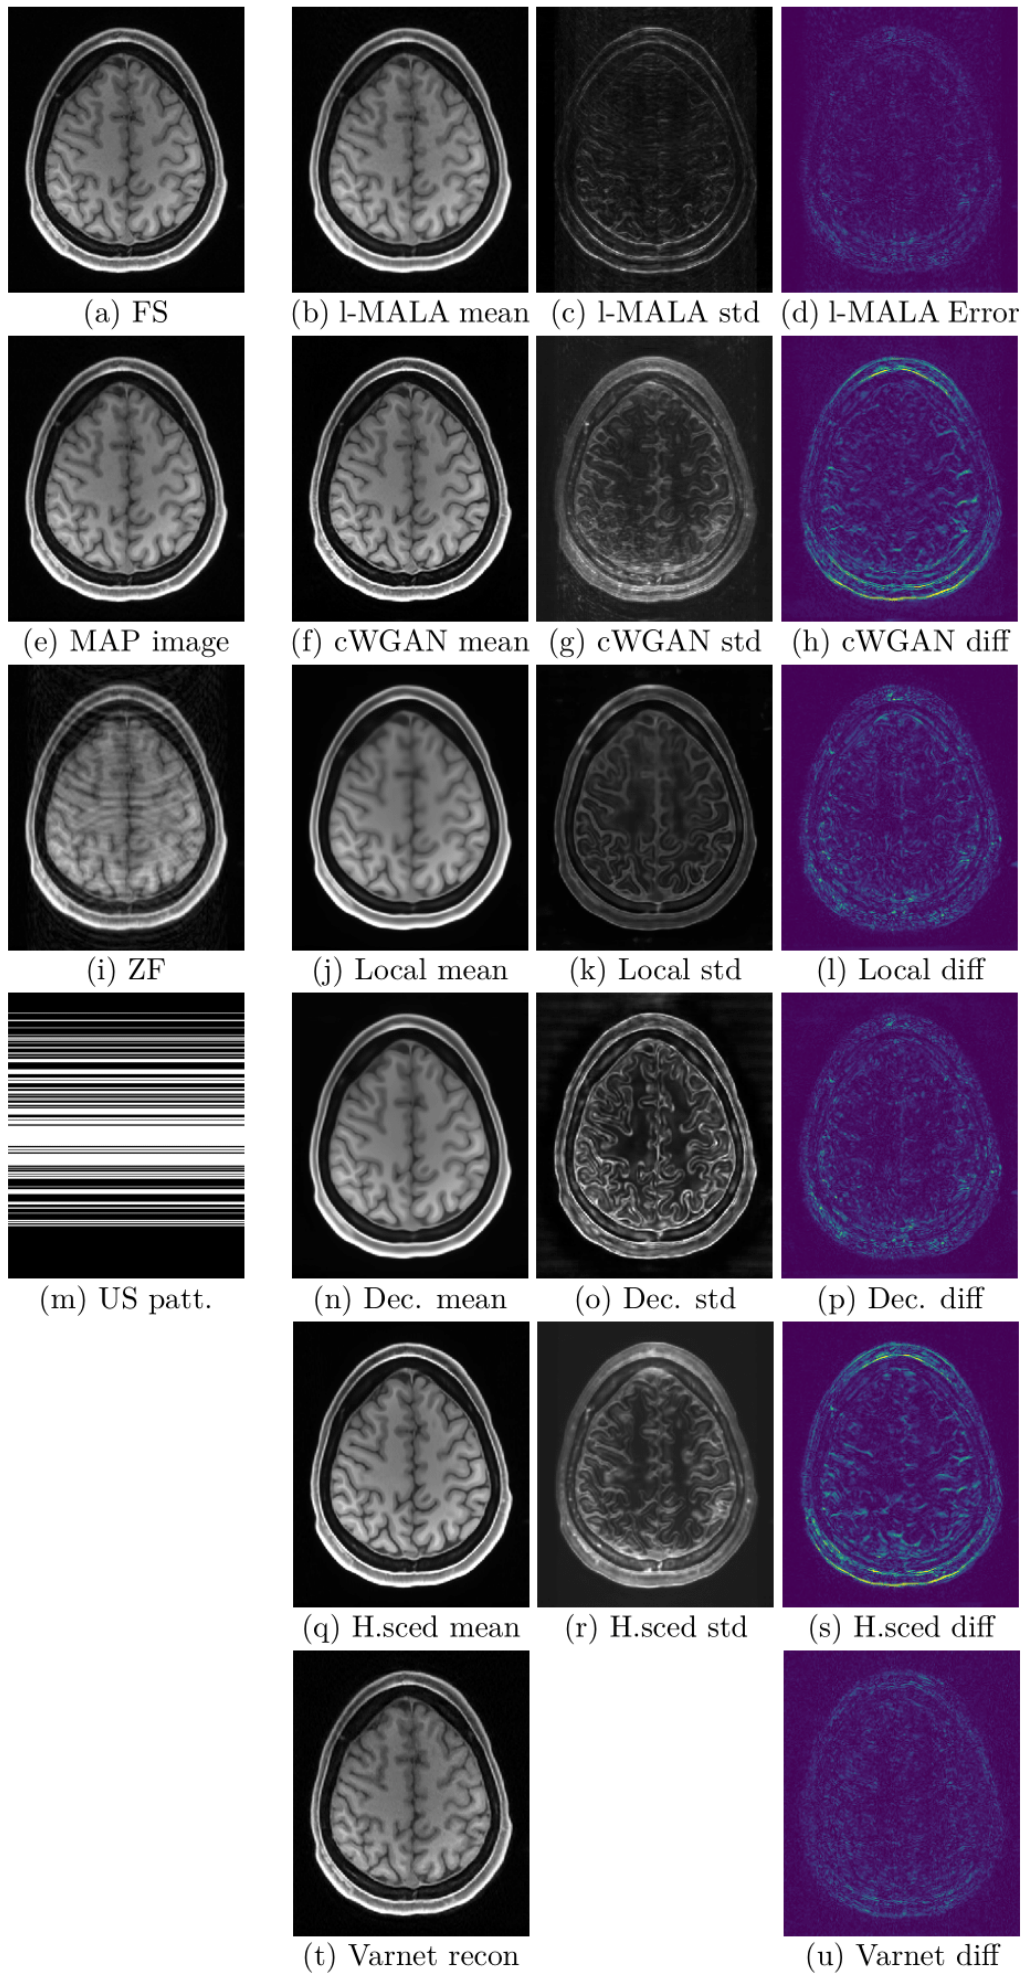 (a) FS
(b) l-MALA mean
(c) l-MALA std
(d) l-MALA Error
(e) MAP image
(f) cWGAN mean
(g) cWGAN std
(h) cWGAN diff
(i) ZF
(j) Local mean
(k) Local std
(l) Local diff
(m) US patt.
(n) Dec. mean
(o) Dec. std
(p) Dec. diff
(q) H.sced mean
(r) H.sced std
(s) H.sced diff
(t) Varnet recon
(u) Varnet diff